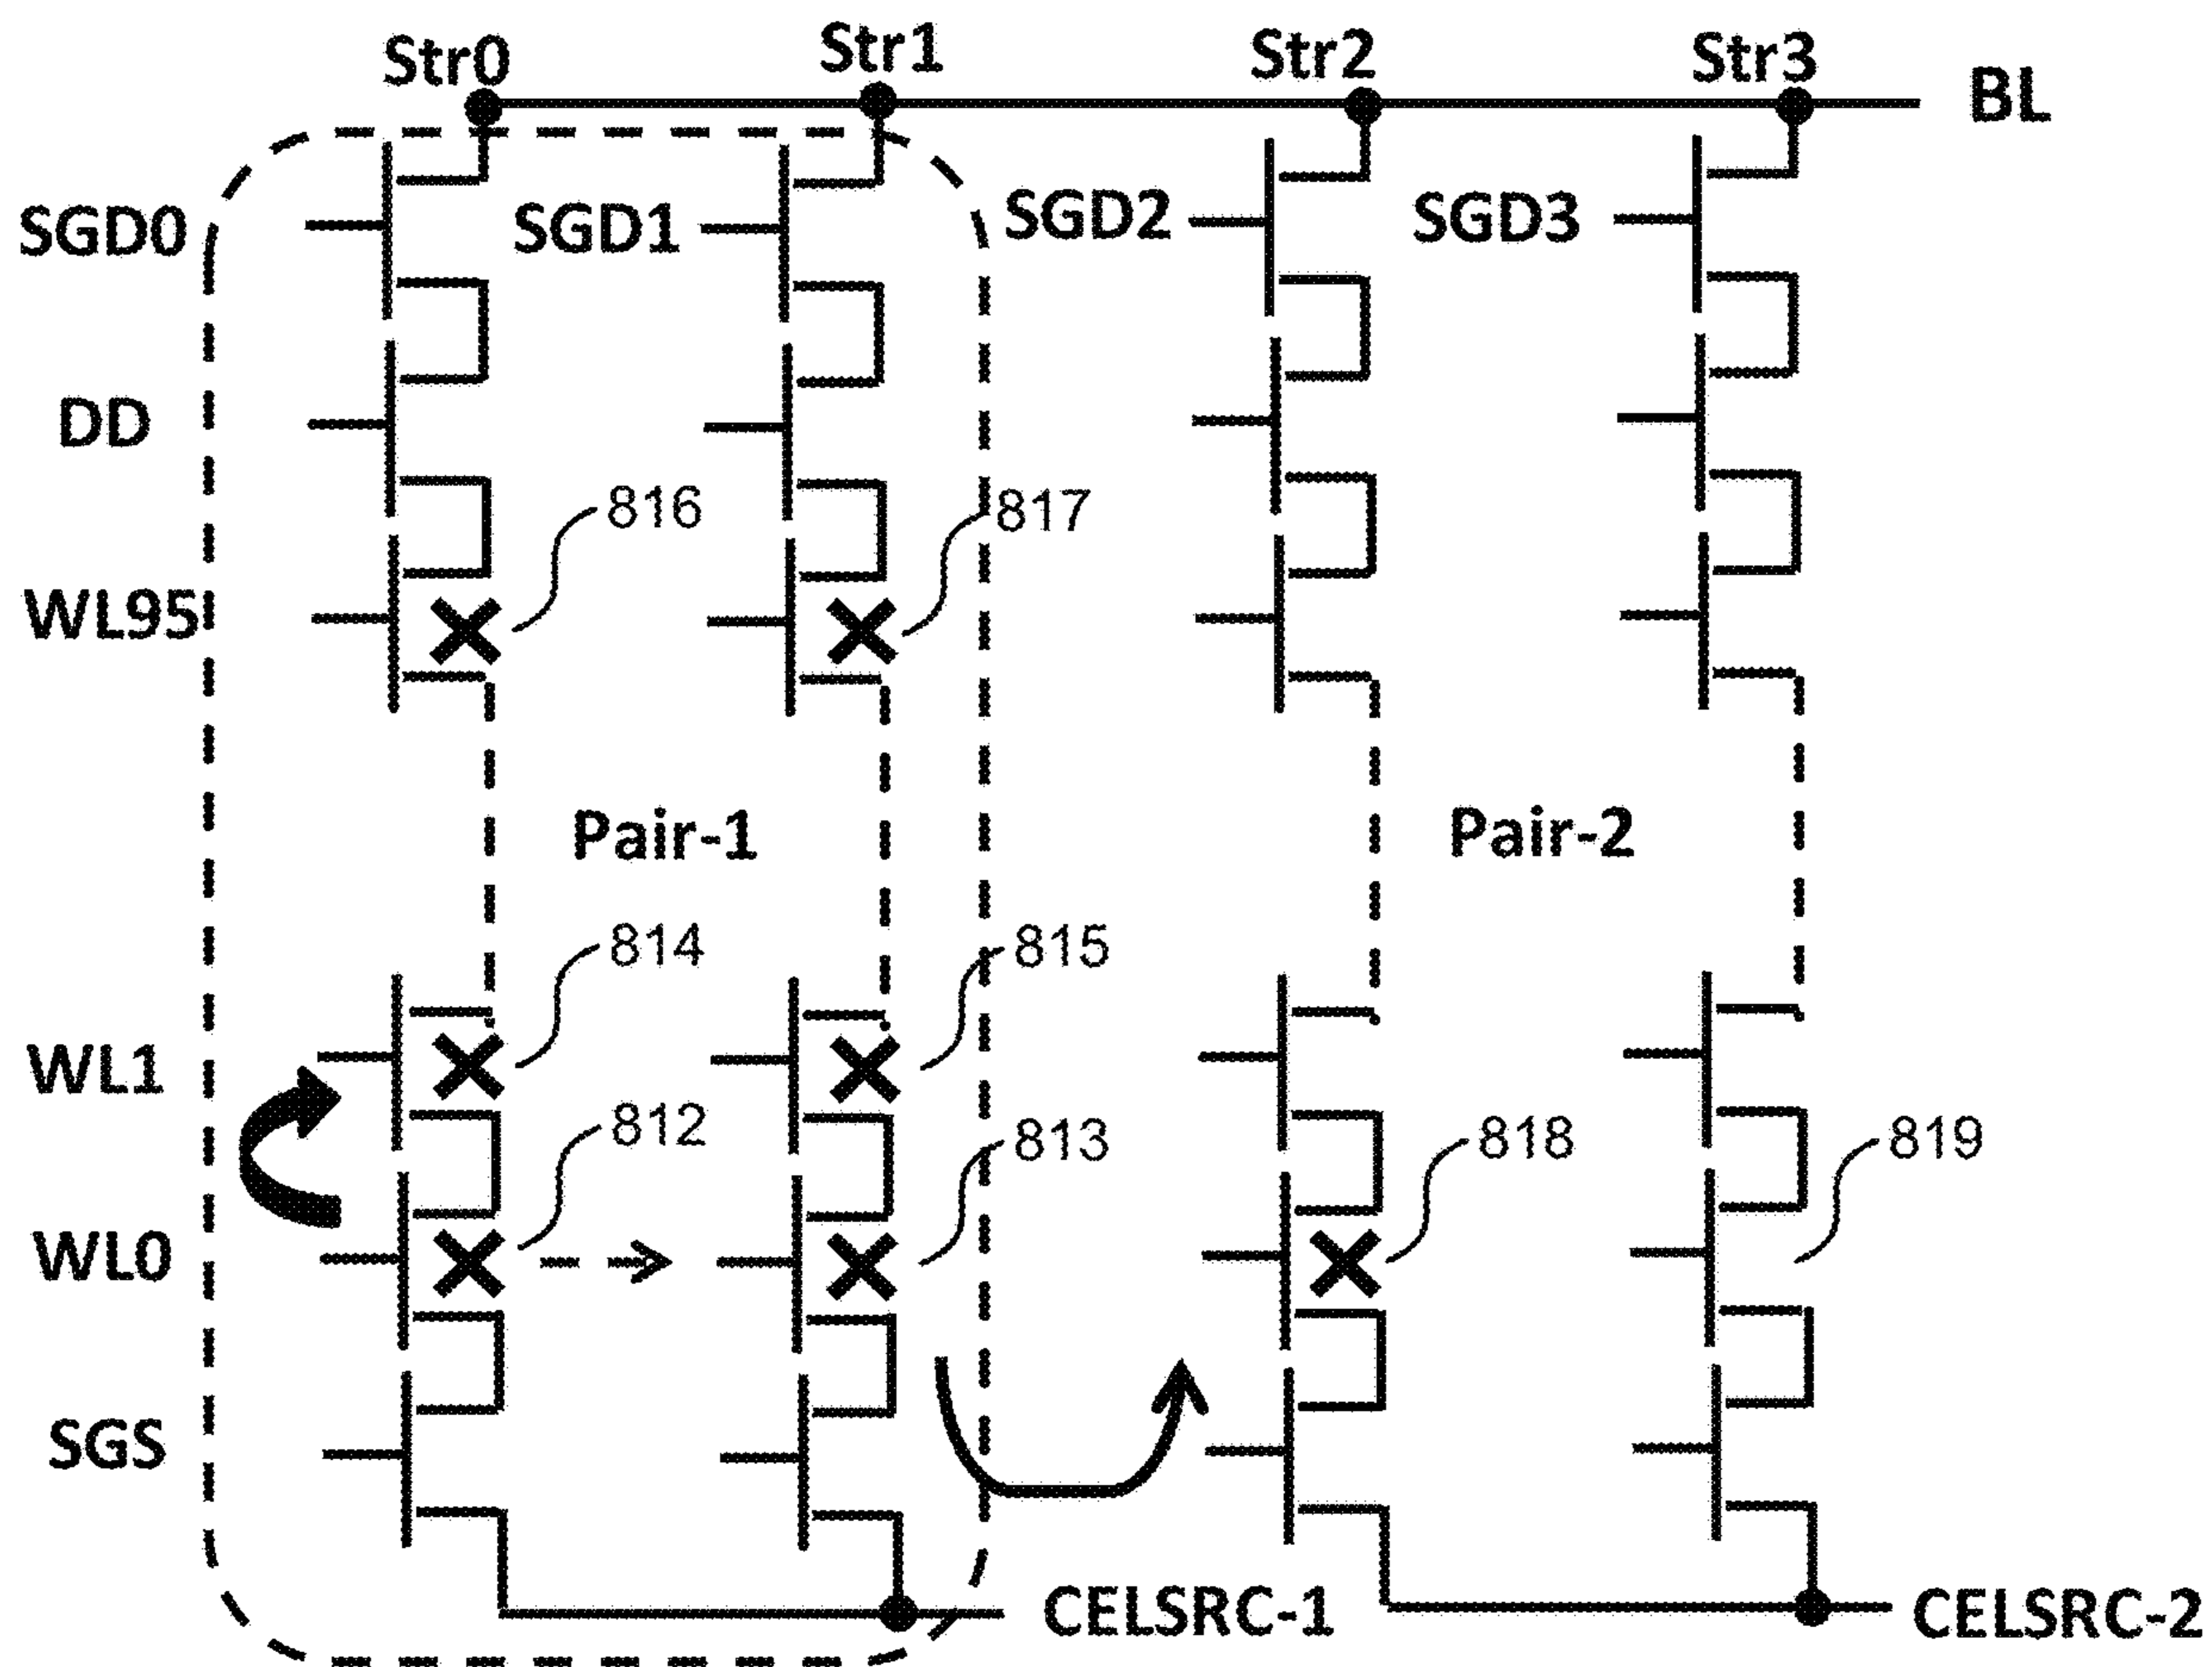 Str0 Str1 Str2 Str3 BL
SGD0 SGD1 SGD2 SGD3
DD
816 817
WL95
Pair-1 Pair-2
814 815
WL1
812 813 818 819
WL0
SGS
CELSRC-1 CELSRC-2